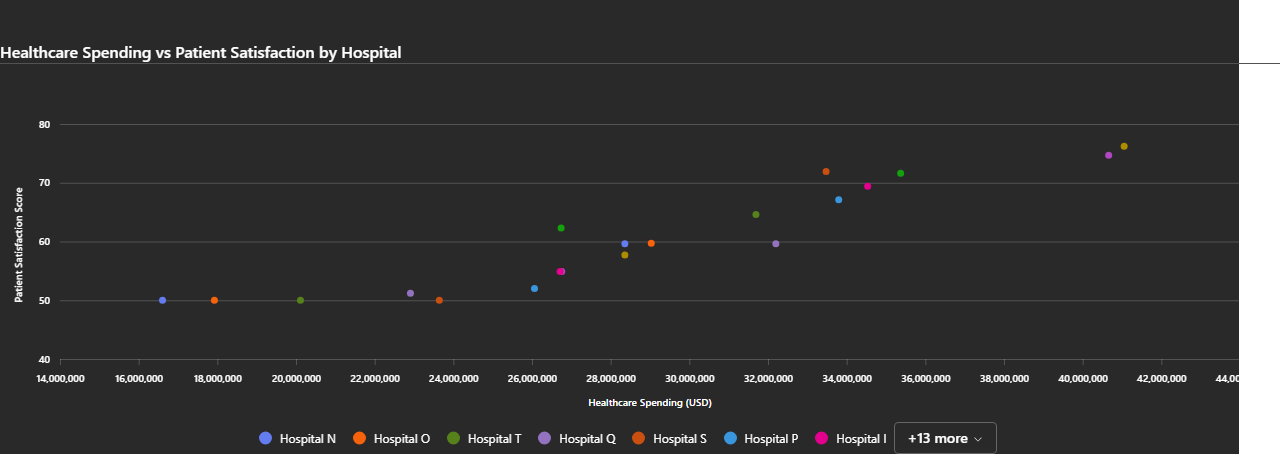 Healthcare Spending vs Patient Satisfaction by Hospital
80
70
60
50
40
Patient Satisfaction Score
14,000,000 16,000,000 18,000,000 20,000,000 22,000,000 24,000,000 26,000,000 28,000,000 30,000,000 32,000,000 34,000,000 36,000,000 38,000,000 40,000,000 42,000,000 44,0
Healthcare Spending (USD)
Hospital N Hospital O Hospital T Hospital Q Hospital S Hospital P Hospital I +13 more